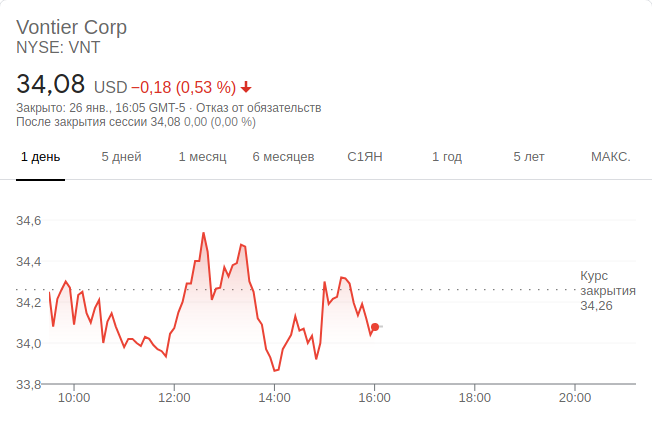 Vontier Corp
NYSE: VNT
34,08 USD −0,18 (0,53 %)
Закрыто: 26 янв., 16:05 GMT-5 · Отказ от обязательств
После закрытия сессии 34,08 0,00 (0,00 %)
1 день 5 дней 1 месяц 6 месяцев С1ЯН 1 год 5 лет МАКС.
34,6
34,4
34,2
34,0
33,8
Курс
закрытия
34,26
10:00 12:00 14:00 16:00 18:00 20:00